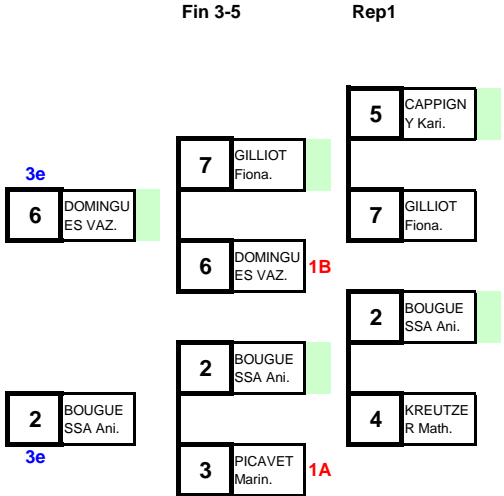 Fin 3-5
Rep1
5
CAPPIGN
Y Kari.
7
GILLIOT
Fiona.
3e
6
DOMINGU
ES VAZ.
7
GILLIOT
Fiona.
6
DOMINGU
ES VAZ.
1B
2
BOUGUE
SSA Ani.
2
BOUGUE
SSA Ani.
2
BOUGUE
SSA Ani.
4
KREUTZE
R Math.
3e
3
PICAVET
Marin.
1A